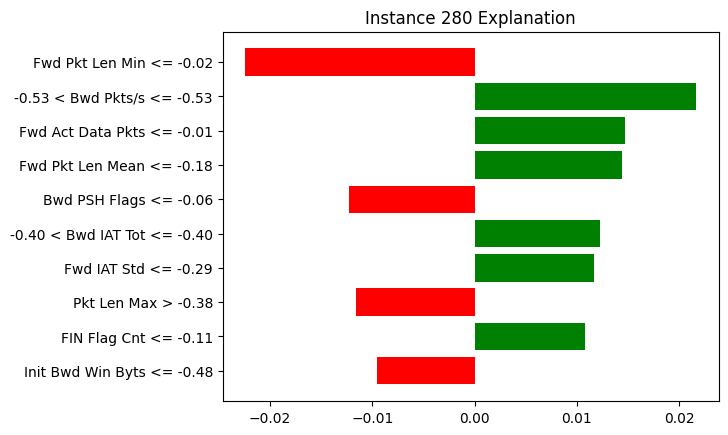 Instance 280 Explanation
Fwd Pkt Len Min <= -0.02
-0.53 < Bwd Pkts/s <= -0.53
Fwd Act Data Pkts <= -0.01
Fwd Pkt Len Mean <= -0.18
Bwd PSH Flags <= -0.06
-0.40 < Bwd IAT Tot <= -0.40
Fwd IAT Std <= -0.29
Pkt Len Max > -0.38
FIN Flag Cnt <= -0.11
Init Bwd Win Byts <= -0.48
−0.02 −0.01 0.00 0.01 0.02